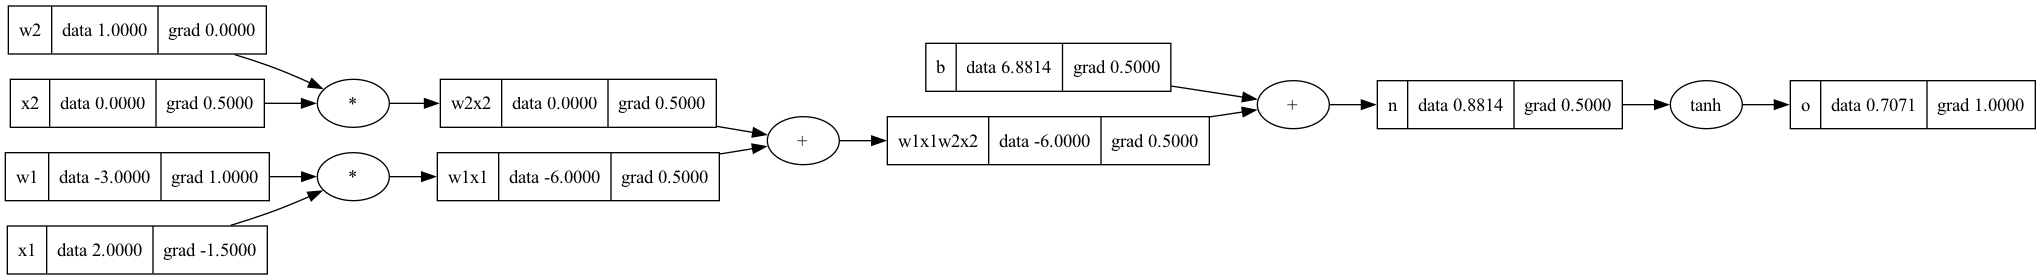 w2 data 1.0000 grad 0.0000
x2 data 0.0000 grad 0.5000
w1 data -3.0000 grad 1.0000
x1 data 2.0000 grad -1.5000
*
*
w2x2 data 0.0000 grad 0.5000
w1x1 data -6.0000 grad 0.5000
+
b data 6.8814 grad 0.5000
w1x1w2x2 data -6.0000 grad 0.5000
+
n data 0.8814 grad 0.5000
tanh
o data 0.7071 grad 1.0000